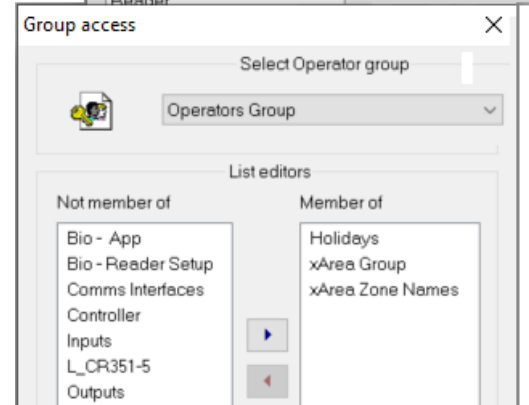 Reader
Group access
Select Operator group
Operators Group
List editors
Not member of
Member of
Bio - App
Bio - Reader Setup
Comms Interfaces
Controller
Inputs
L_CR351-5
Outputs
Holidays
xArea Group
xArea Zone Names